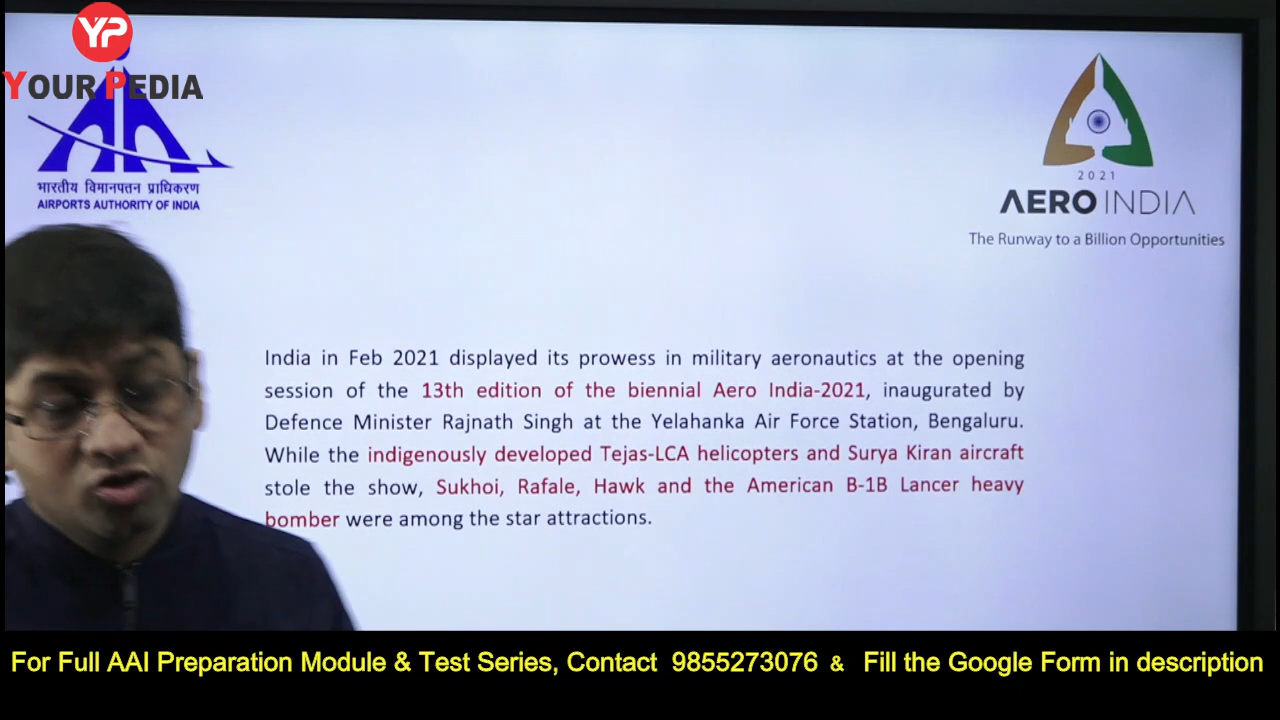 YP
YOUR PEDIA
भारतीय विमानपतन प्राधिकरण
AIRPORTS AUTHORITY OF INDIA
2021
AERO INDIA
The Runway to a Billion Opportunities
India in Feb 2021 displayed its prowess in military aeronautics at the opening
session of the 13th edition of the biennial Aero India-2021, inaugurated by
Defence Minister Rajnath Singh at the Yelahanka Air Force Station, Bengaluru.
While the indigenously developed Tejas-LCA helicopters and Surya Kiran aircraft
stole the show, Sukhoi, Rafale, Hawk and the American B-1B Lancer heavy
bomber were among the star attractions.
For Full AAI Preparation Module & Test Series, Contact 9855273076 & Fill the Google Form in description